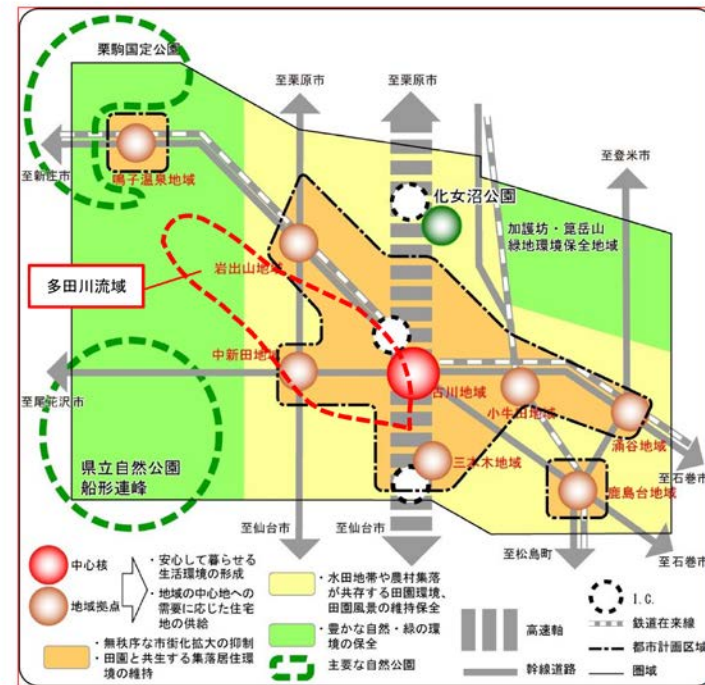 栗駒国定公園
至栗原市
至栗原市
至登米市
至新庄市
鳴子温泉地域
化女沼公園
加護坊・箟岳山
緑地環境保全地域
岩出山地域
多田川流域
中新田地域
古川地域
小牛田地域
涌谷地域
至尾花沢市
県立自然公園
船形連峰
三本木地域
鹿島台地域
至石巻市
至仙台市
至仙台市
至松島町
至石巻市
中心核
地域拠点
・安心して暮らせる
生活環境の形成
・地域の中心地への
需要に応じた住宅
地の供給
・無秩序な市街化拡大の抑制
・田園と共生する集落居住環
境の維持
・水田地帯や農村集落
が共存する田園環境、
田園風景の維持保全
・豊かな自然・緑の環
境の保全
主要な自然公園
高速軸
幹線道路
I.C.
鉄道在来線
都市計画区域
圏域